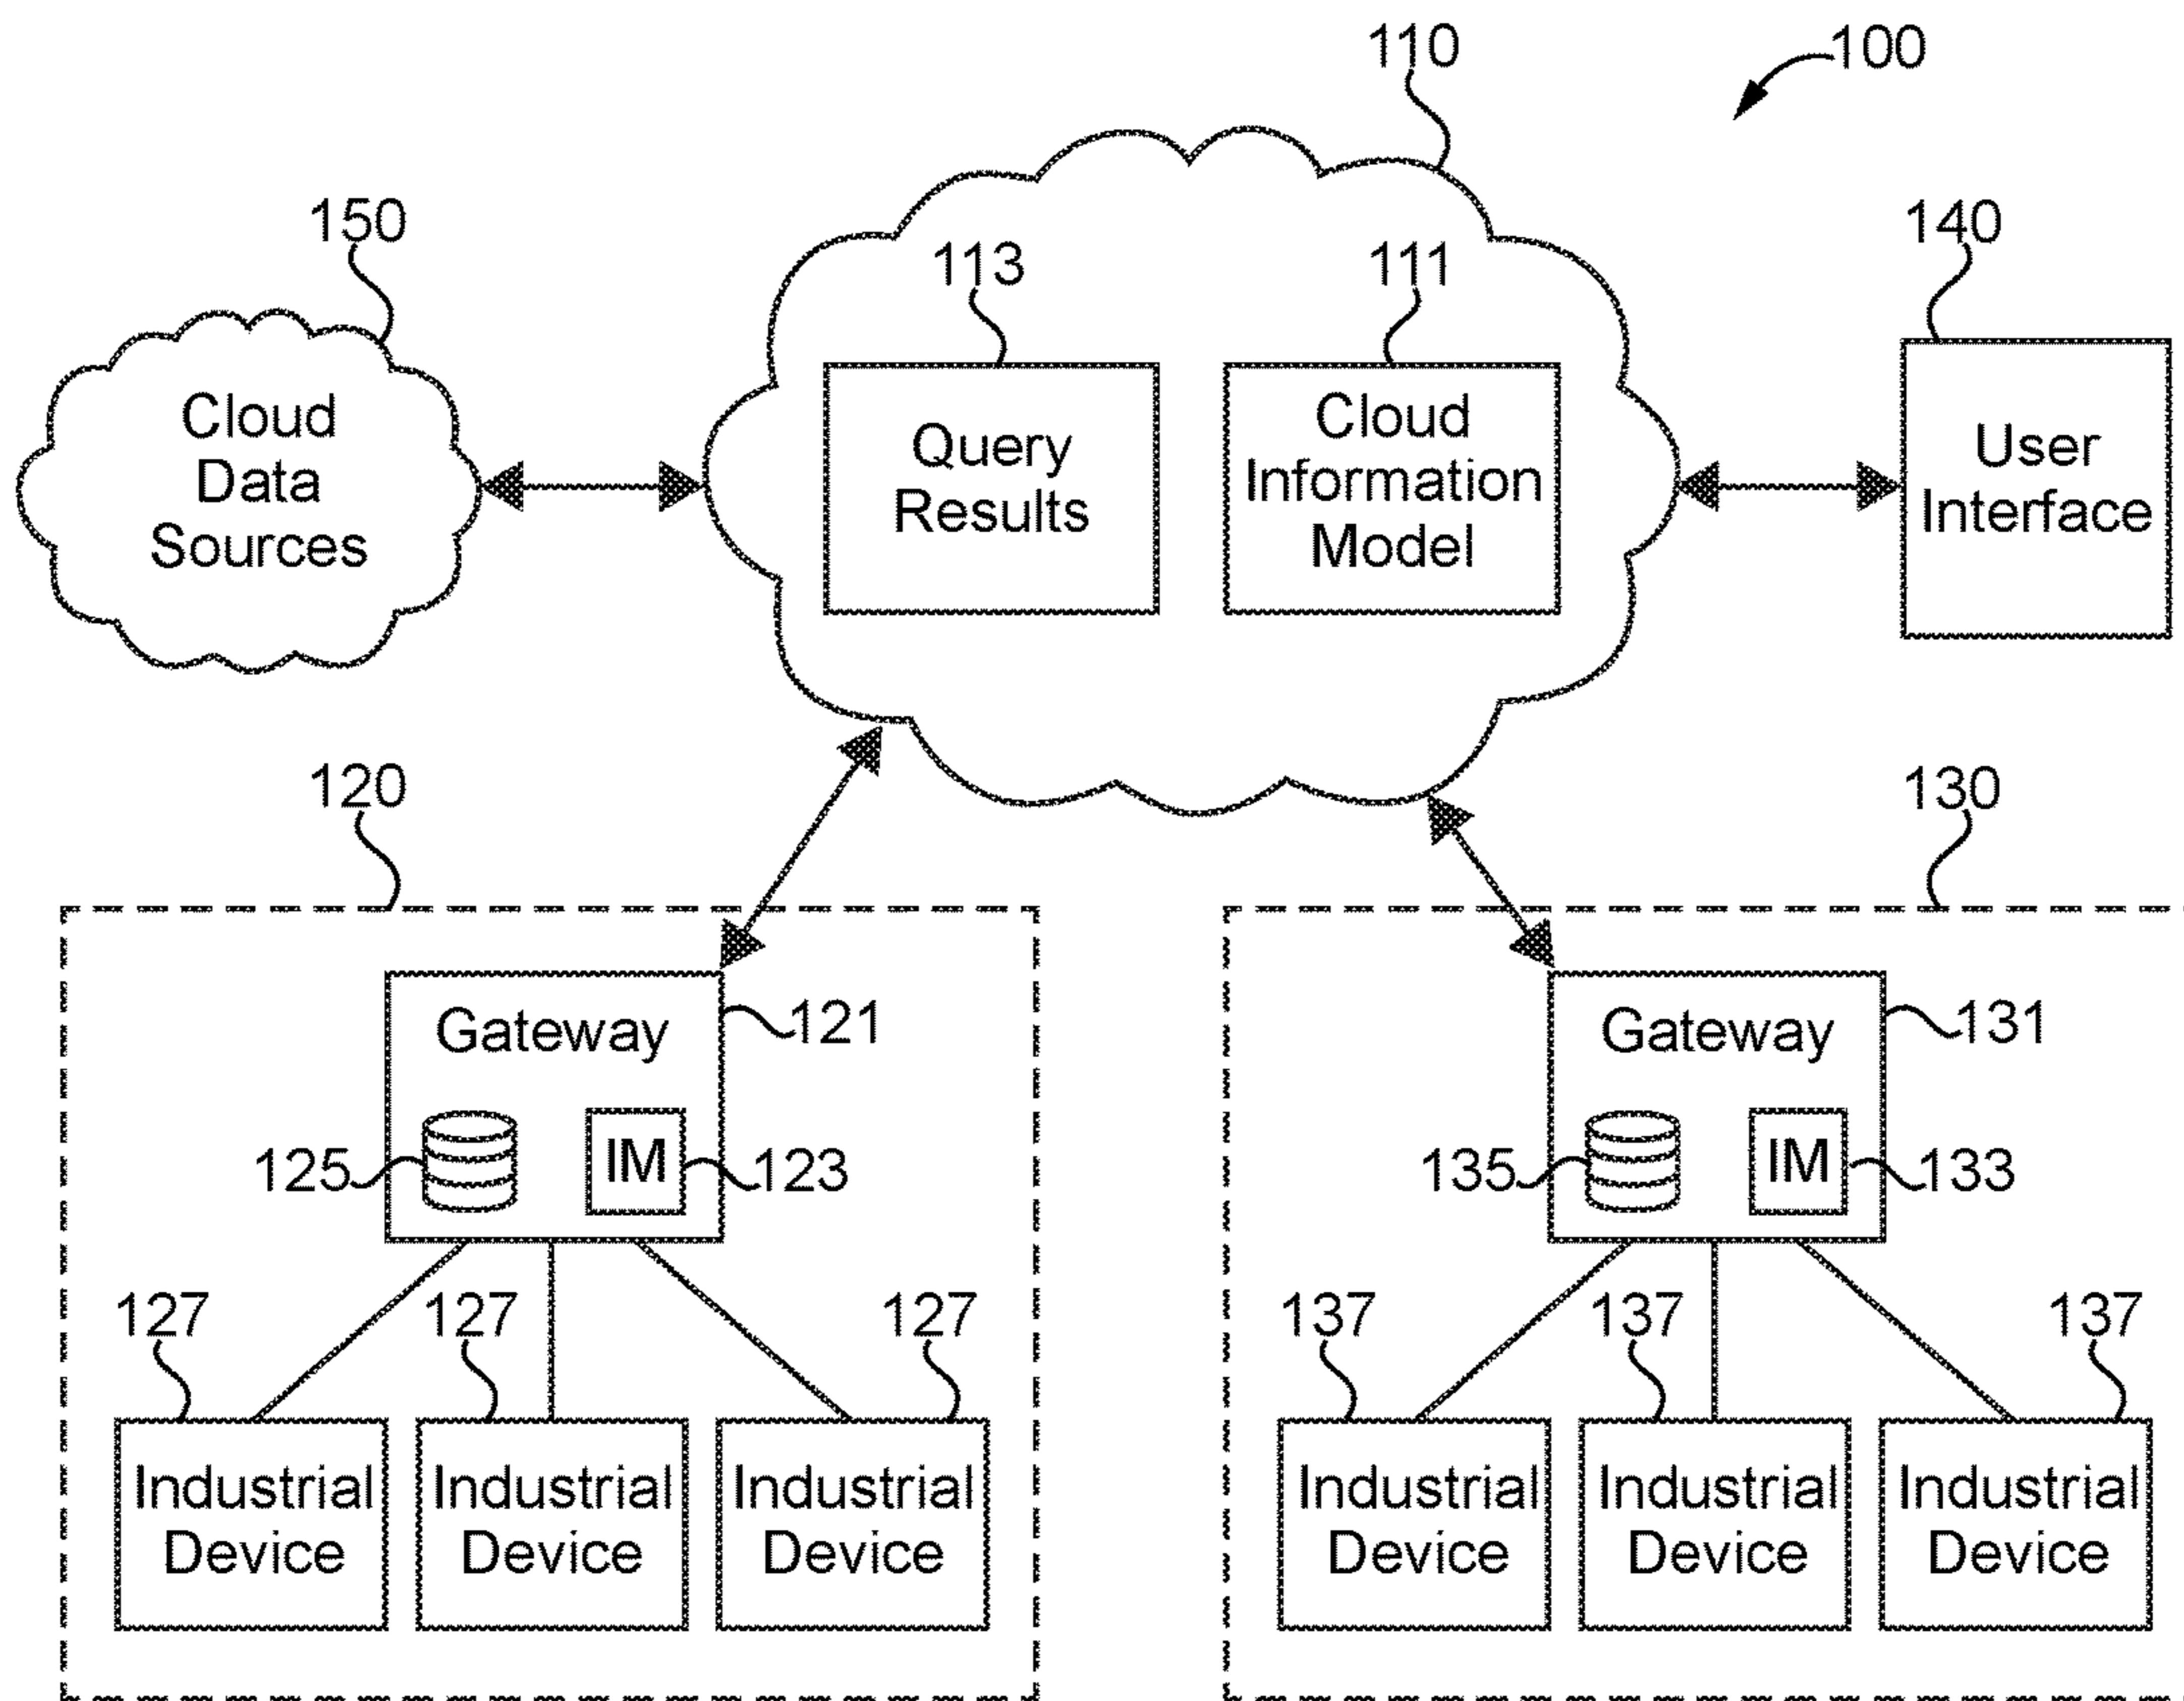 110
100
150
113
111
140
Cloud
Data
Sources
Query
Results
Cloud
Information
Model
User
Interface
120
130
Gateway
121
125
IM
123
Gateway
131
135
IM
133
127
127
127
137
137
137
Industrial
Device
Industrial
Device
Industrial
Device
Industrial
Device
Industrial
Device
Industrial
Device